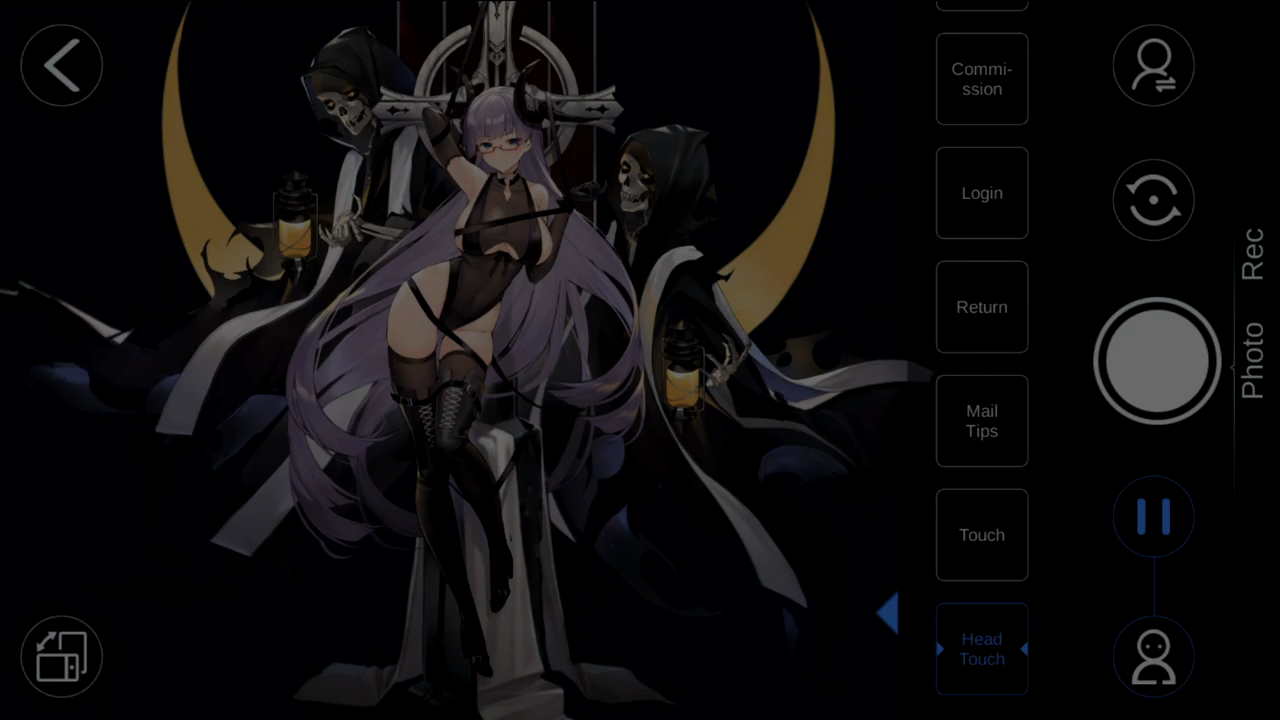 Commi-
ssion
Login
Return
Mail
Tips
Touch
Head
Touch
Rec
Photo